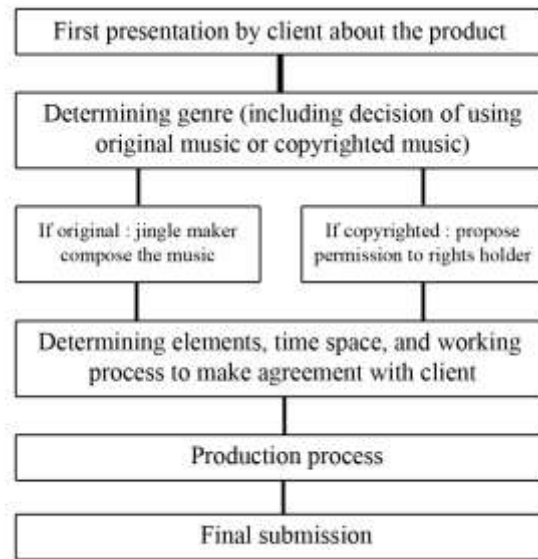 First presentation by client about the product
Determining genre (including decision of using
original music or copyrighted music)
If original : jingle maker
compose the music
If copyrighted : propose
permission to rights holder
Determining elements, time space, and working
process to make agreement with client
Production process
Final submission